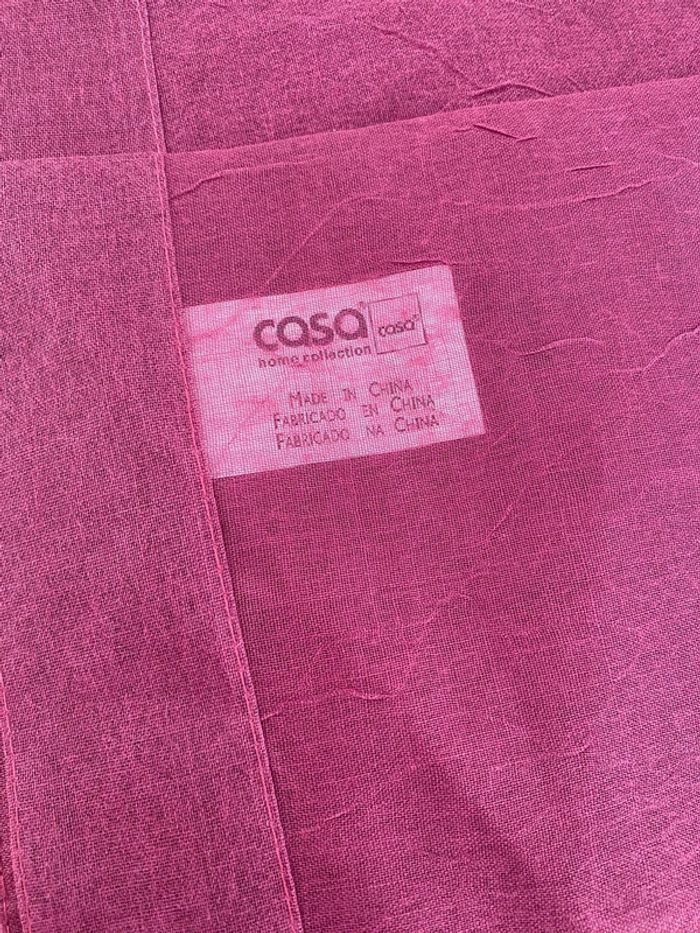 casa
casa
home collection
MADE IN CHINA
FABRICADO EN CHINA
FABRICADO NA CHINA